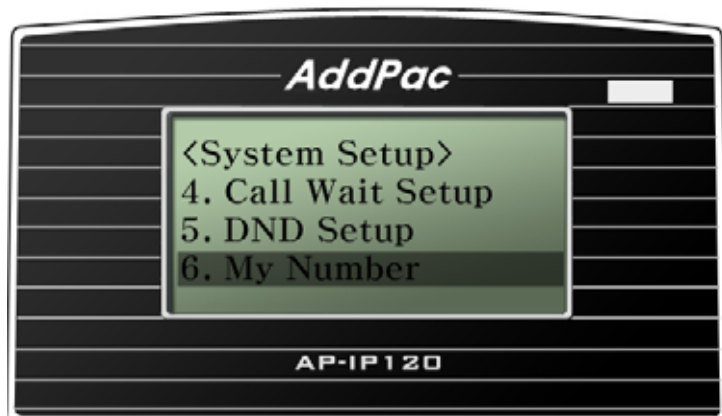 AddPac
<System Setup>
4. Call Wait Setup
5. DND Setup
6. My Number
AP-IP120